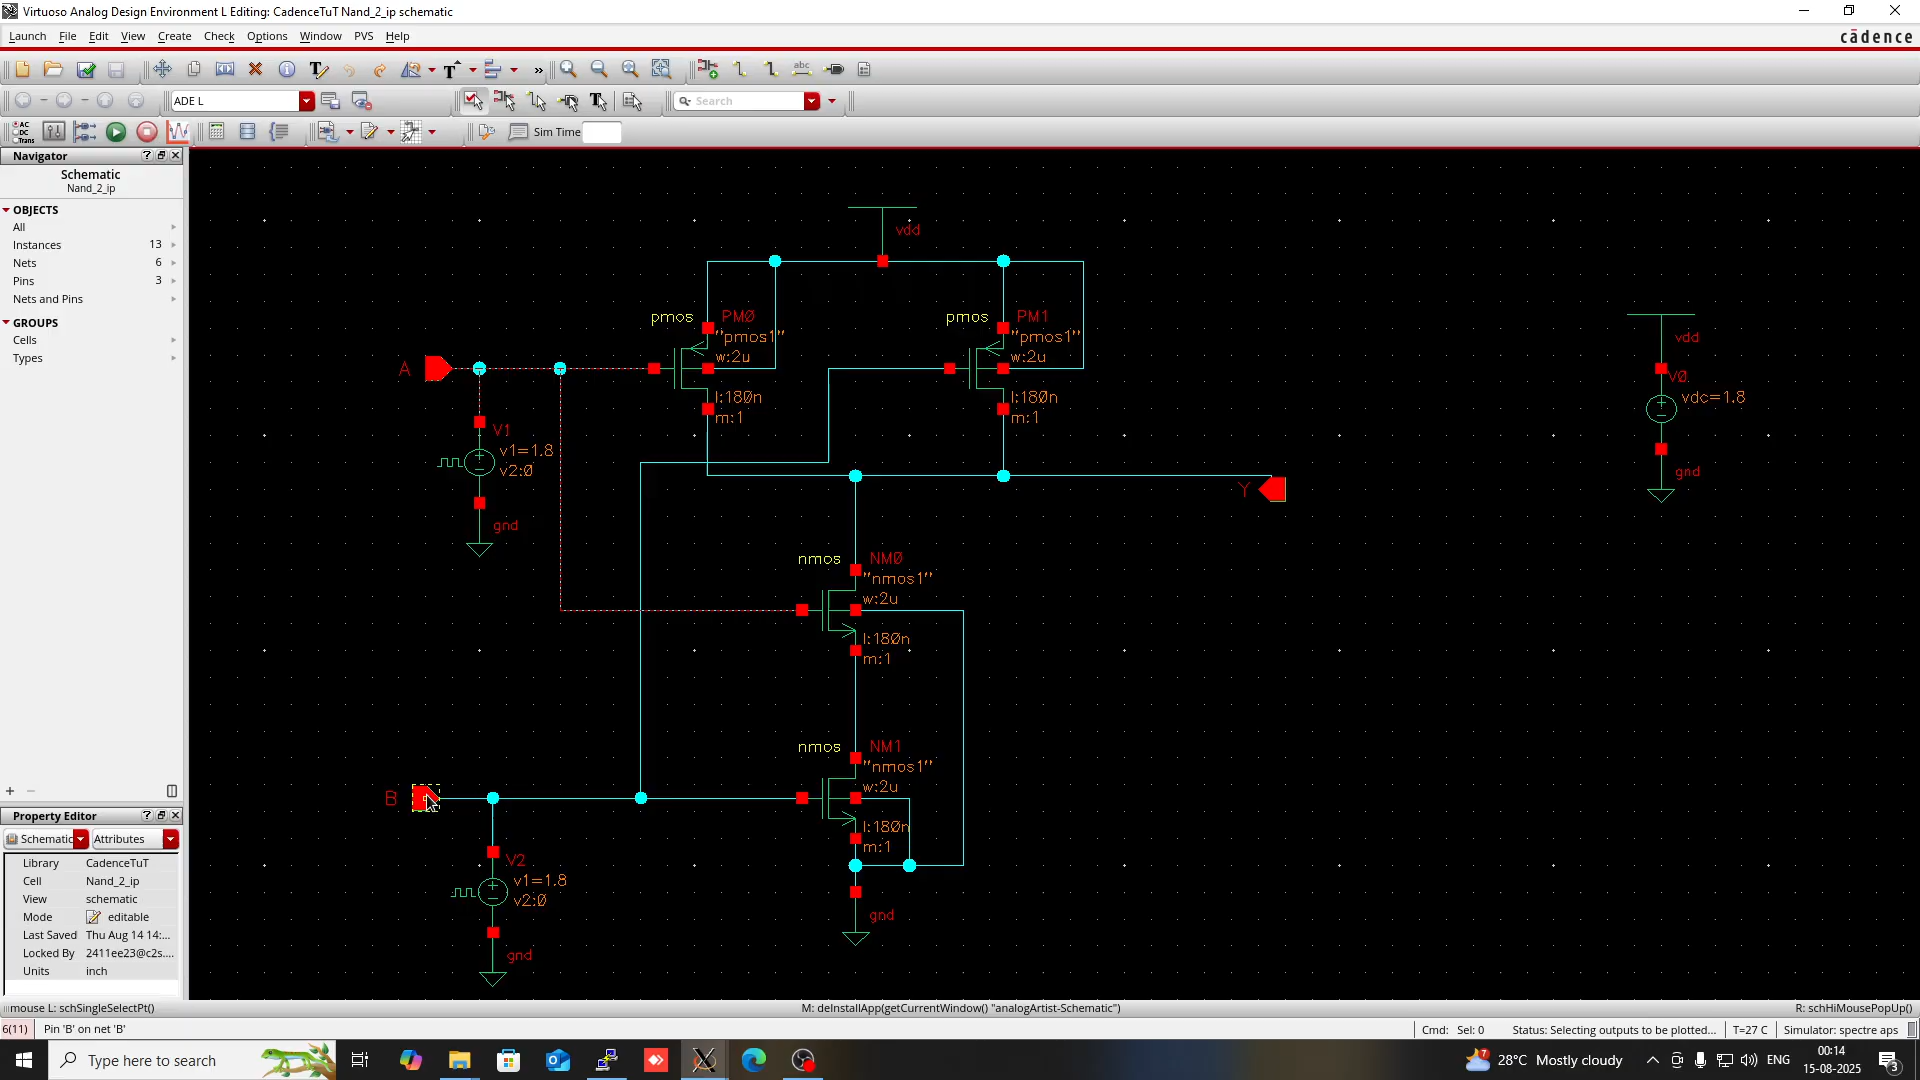 Virtuoso Analog Design Environment L Editing: CadenceTuT Nand_2_ip schematic
Launch File Edit View Create Check Options Window PVS Help
cādence
ADE L
Search
AC
DC
Trans
Sim Time
Navigator
Schematic
Nand_2_ip
OBJECTS
All
Instances 13
Nets 6
Pins 3
Nets and Pins
GROUPS
Cells
Types
Property Editor
Schematic Attributes
Library CadenceTuT
Cell Nand_2_ip
View schematic
Mode editable
Last Saved Thu Aug 14 14:...
Locked By 2411ee23@c2s....
Units inch
vdd
pmos PM0
"pmos1"
w:2u
l:180n
m:1
pmos PM1
"pmos1"
w:2u
l:180n
m:1
vdd
V0
vdc=1.8
gnd
A
V1
v1=1.8
v2:0
gnd
Y
nmos NM0
"nmos1"
w:2u
l:180n
m:1
nmos NM1
"nmos1"
w:2u
l:180n
m:1
gnd
B
V2
v1=1.8
v2:0
gnd
mouse L: schSingleSelectPt() M: deInstallApp(getCurrentWindow() "analogArtist-Schematic") R: schHiMousePopUp()
6(11) Pin 'B' on net 'B' Cmd: Sel: 0 Status: Selecting outputs to be plotted... T=27 C Simulator: spectre aps
Type here to search
28°C Mostly cloudy
ENG
00:14
15-08-2025
3